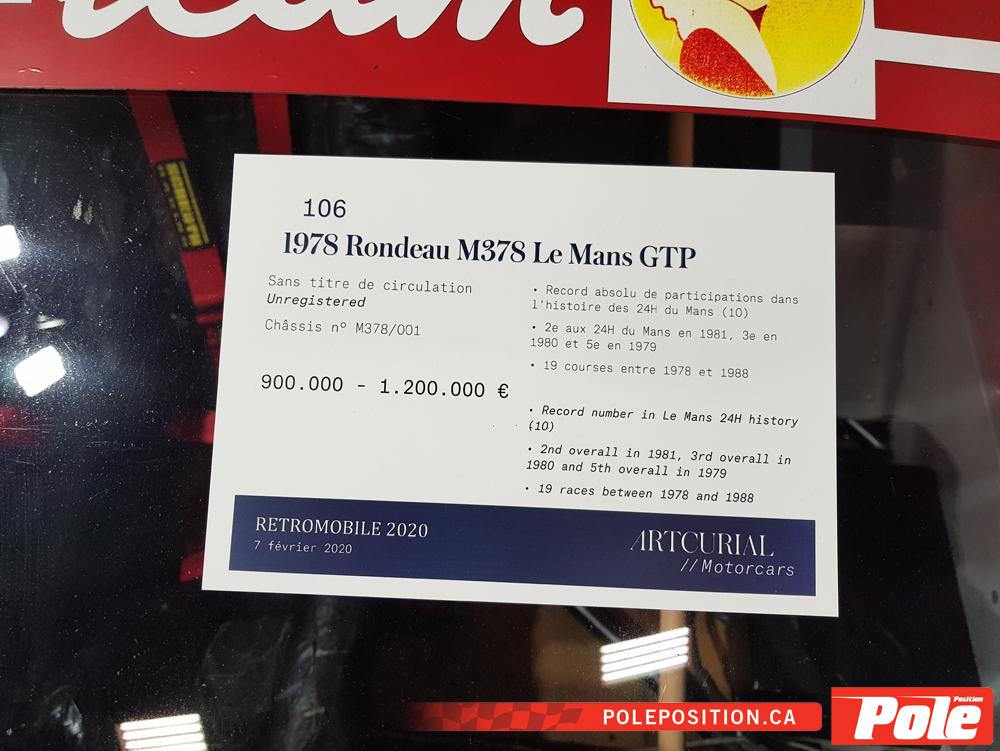 106
1978 Rondeau M378 Le Mans GTP
Sans titre de circulation
Unregistered
Châssis nº M378/001
900.000 - 1.200.000 €
• Record absolu de participations dans
l'histoire des 24H du Mans (10)
• 2e aux 24H du Mans en 1981, 3e en
1980 et 5e en 1979
• 19 courses entre 1978 et 1988
• Record number in Le Mans 24H history
(10)
• 2nd overall in 1981, 3rd overall in
1980 and 5th overall in 1979
• 19 races between 1978 and 1988
RETROMOBILE 2020
7 février 2020
ARTCURIAL
//Motorcars
POLEPOSITION.CA
Pole
Position